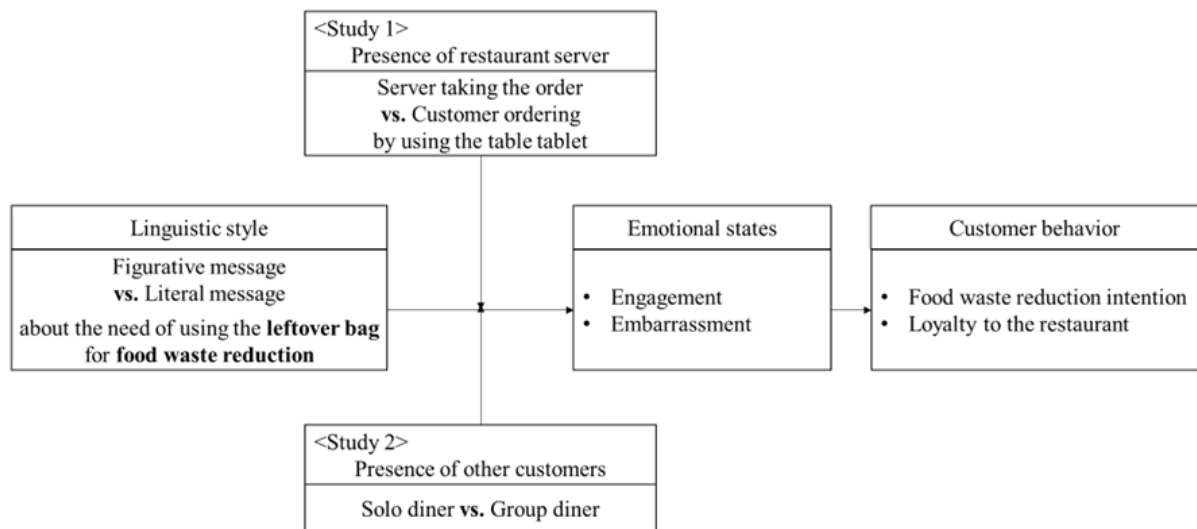 <Study 1>
Presence of restaurant server
Server taking the order
vs. Customer ordering
by using the table tablet
Linguistic style
Figurative message
vs. Literal message
about the need of using the leftover bag
for food waste reduction
Emotional states
• Engagement
• Embarrassment
Customer behavior
• Food waste reduction intention
• Loyalty to the restaurant
<Study 2>
Presence of other customers
Solo diner vs. Group diner